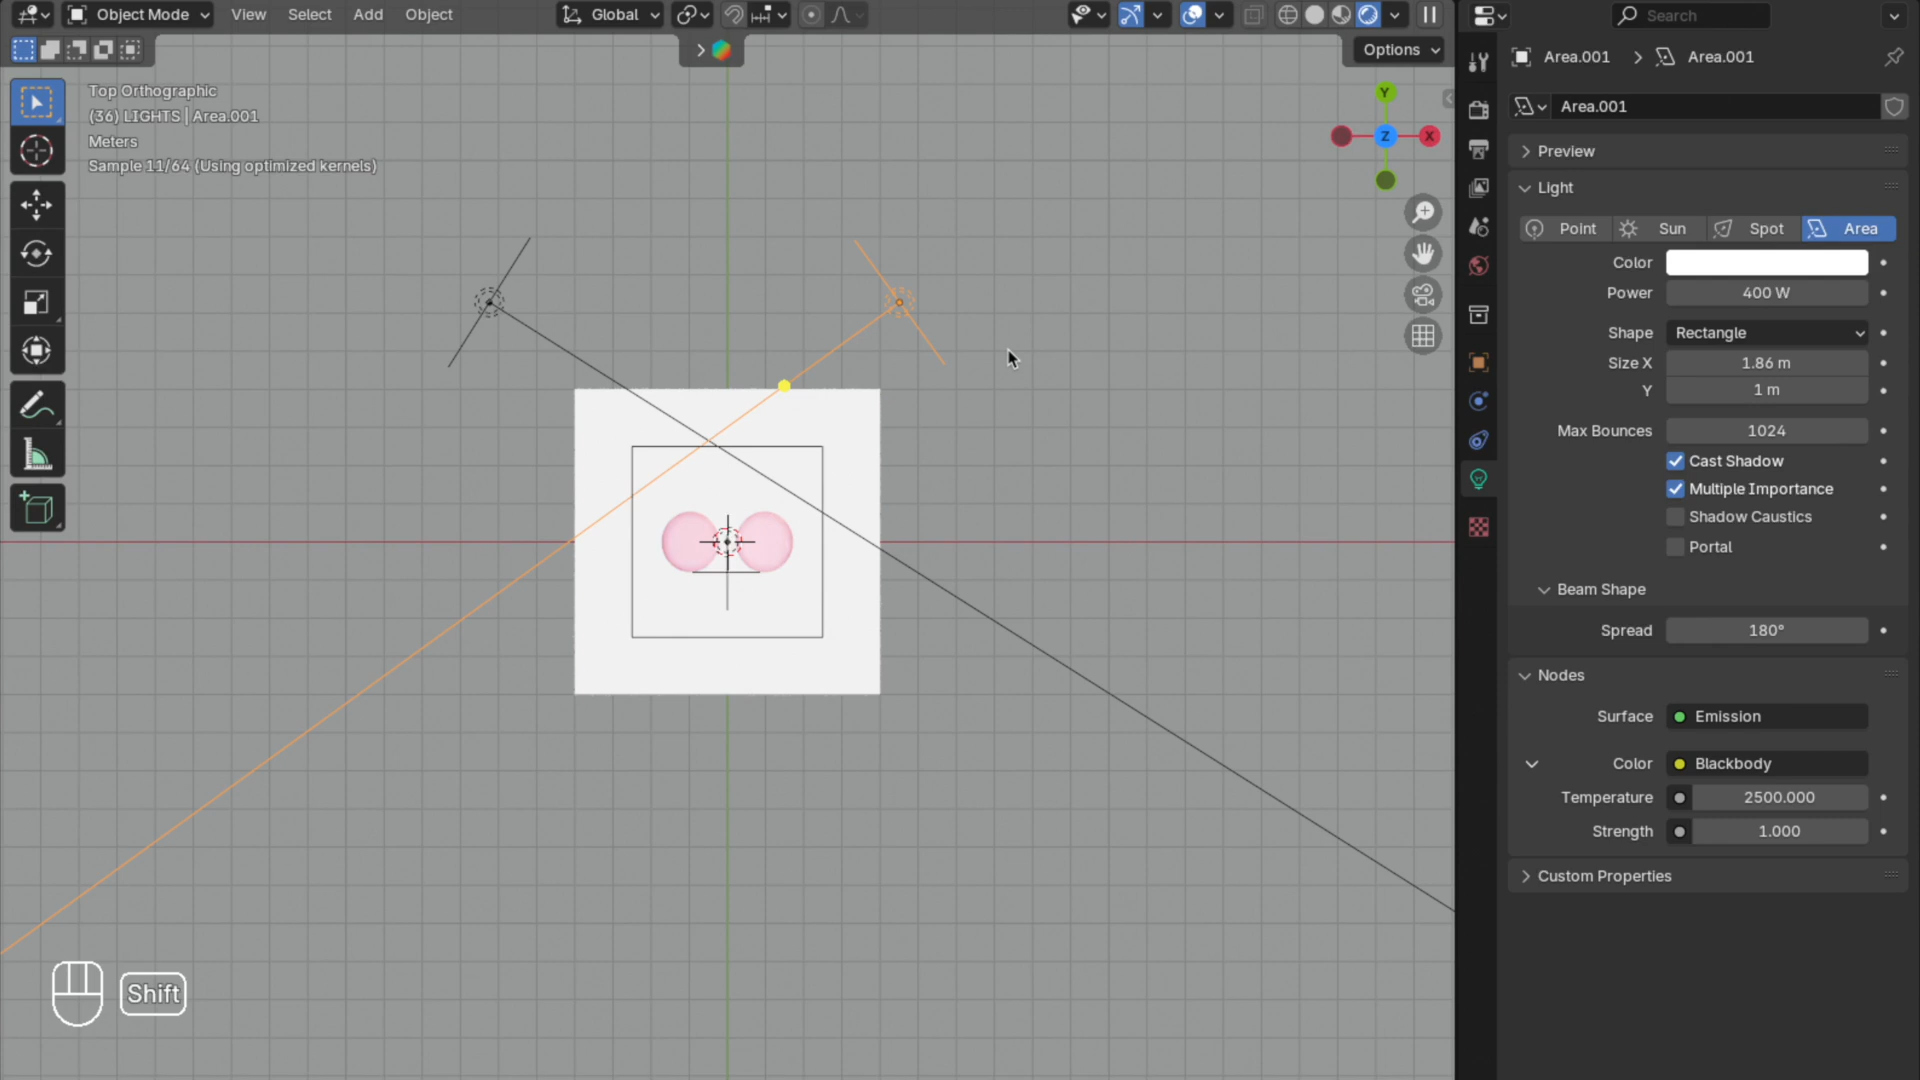 Object Mode View Select Add Object Global Search
Options
Top Orthographic
(36) LIGHTS | Area.001
Meters
Sample 11/64 (Using optimized kernels)
Y
Z
X
Shift
Area.001 Area.001
Area.001
Preview
Light
Point Sun Spot Area
Color
Power 400 W
Shape Rectangle
Size X 1.86 m
Y 1 m
Max Bounces 1024
Cast Shadow
Multiple Importance
Shadow Caustics
Portal
Beam Shape
Spread 180°
Nodes
Surface Emission
Color Blackbody
Temperature 2500.000
Strength 1.000
Custom Properties